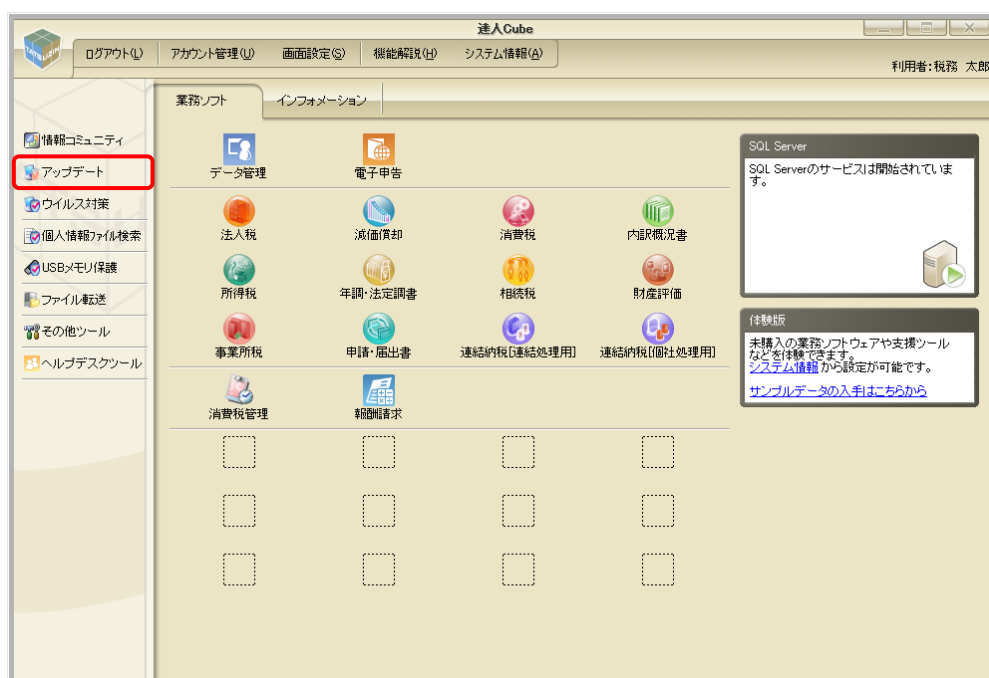 達人Cube
ログアウト(L) アカウント管理(U) 画面設定(S) 機能解説(H) システム情報(A)
利用者:税務 太郎
業務ソフト インフォメーション
情報コミュニティ
アップデート
ウイルス対策
個人情報ファイル検索
USBメモリ保護
ファイル転送
その他ツール
ヘルプデスクツール
データ管理 電子申告
法人税 減価償却 消費税 内訳概況書
所得税 年調・法定調書 相続税 財産評価
事業所税 申請・届出書 連結納税[連結処理用] 連結納税[個社処理用]
消費税管理 報酬請求
SQL Server
SQL Serverのサービスは開始されていま
す。
体験版
未購入の業務ソフトウェアや支援ツール
などを体験できます。
システム情報 から設定が可能です。
サンプルデータの入手はこちらから
TATSUZIN